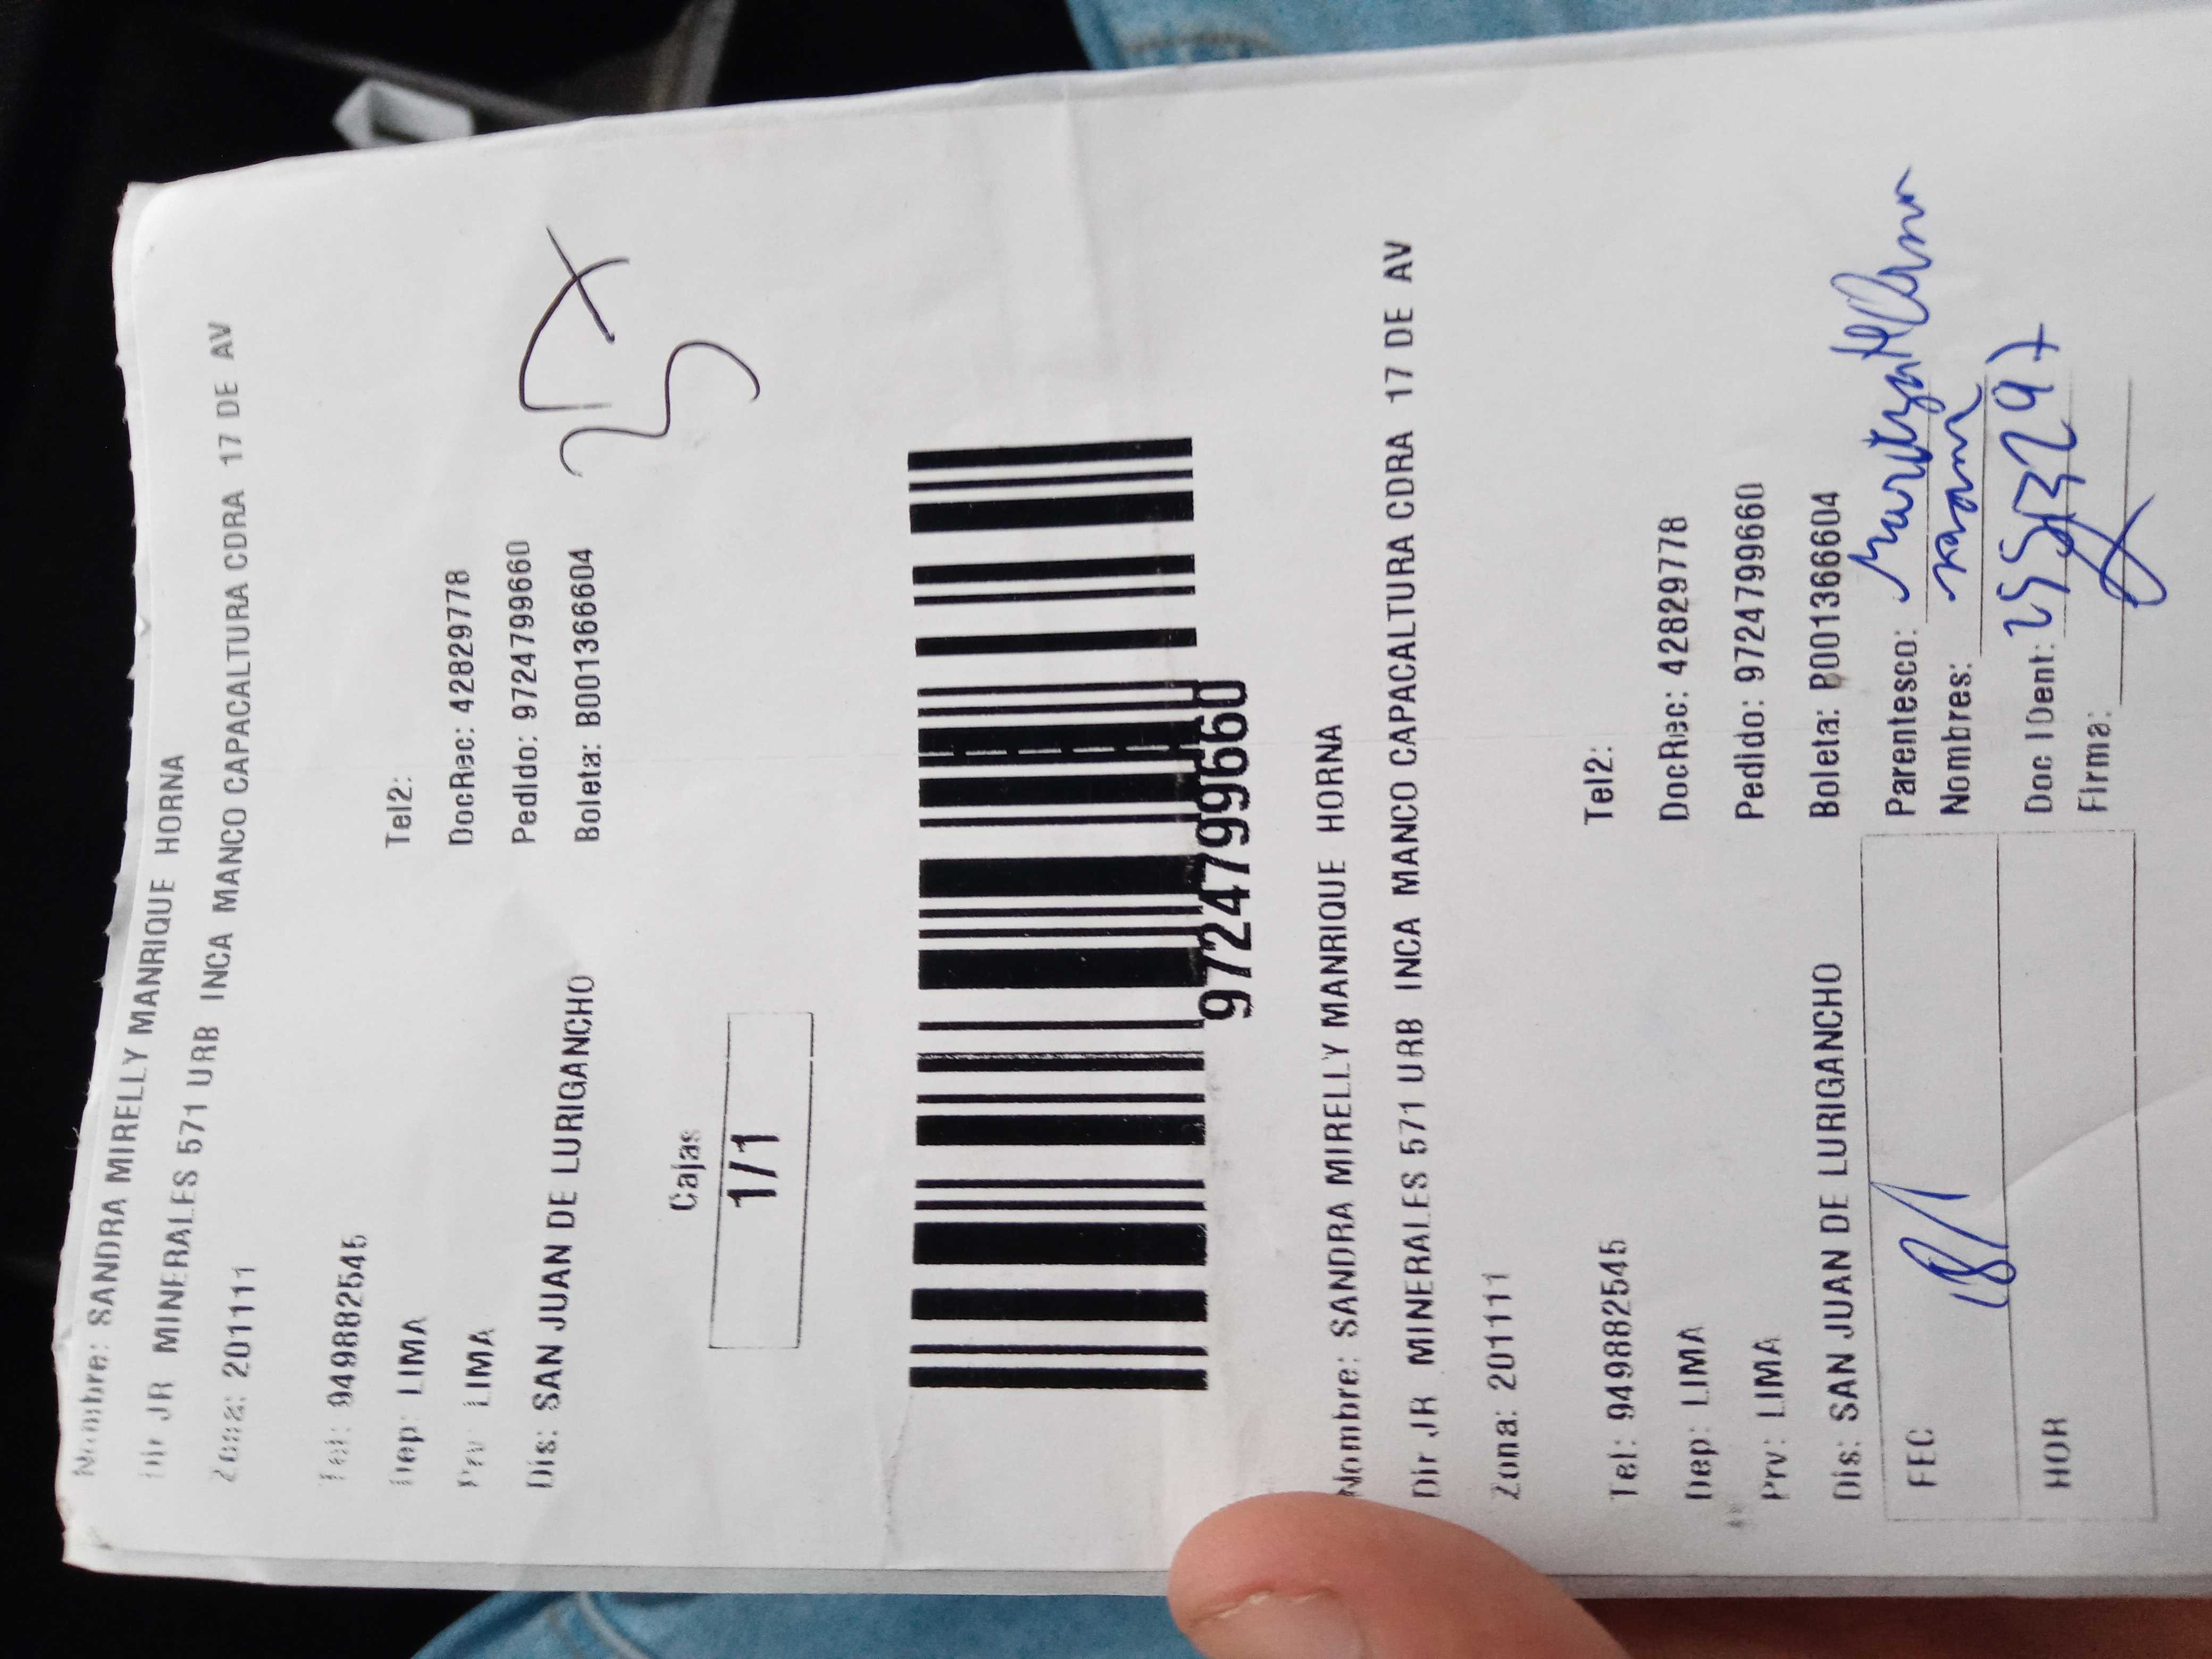 Nombre: SANDRA MIRELLY MANRIQUE HORNA
Dir JR MINERALES 571 URB INCA MANCO CAPACALTURA CDRA 17 DE AV
Zona: 201111
Tel: 949882545 Tel2:
Dep: LIMA DocRec: 42829778
Prv: LIMA Pedido: 9724799660
Dis: SAN JUAN DE LURIGANCHO Boleta: B001366604
Cajas
1/1
9724799660
Nombre: SANDRA MIRELLY MANRIQUE HORNA
Dir JR MINERALES 571 URB INCA MANCO CAPACALTURA CDRA 17 DE AV
Zona: 201111
Tel: 949882545 Tel2:
Dep: LIMA DocRec: 42829778
Prv: LIMA Pedido: 9724799660
Dis: SAN JUAN DE LURIGANCHO Boleta: B001366604
FEC 18/1 Parentesco:
Nombres:
HOR Doc IDent:
Firma: